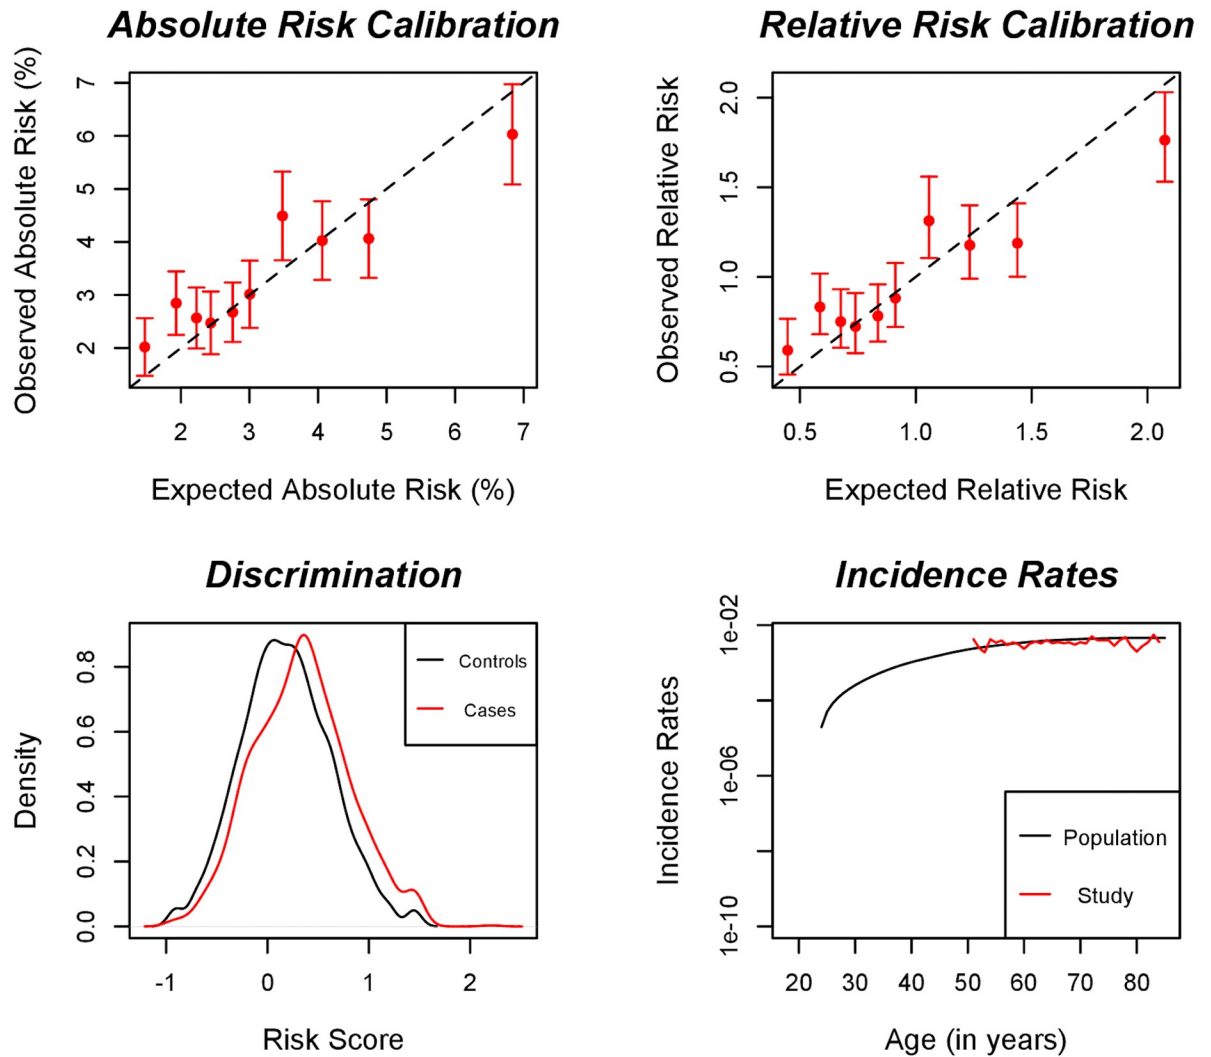 Absolute Risk Calibration
Observed Absolute Risk (%)
7
6
5
4
3
2
2 3 4 5 6 7
Expected Absolute Risk (%)
Relative Risk Calibration
Observed Relative Risk
2.0
1.5
1.0
0.5
0.5 1.0 1.5 2.0
Expected Relative Risk
Discrimination
Density
0.8
0.6
0.4
0.2
0.0
Controls
Cases
-1 0 1 2
Risk Score
Incidence Rates
Incidence Rates
1e-02
1e-06
1e-10
Population
Study
20 30 40 50 60 70 80
Age (in years)